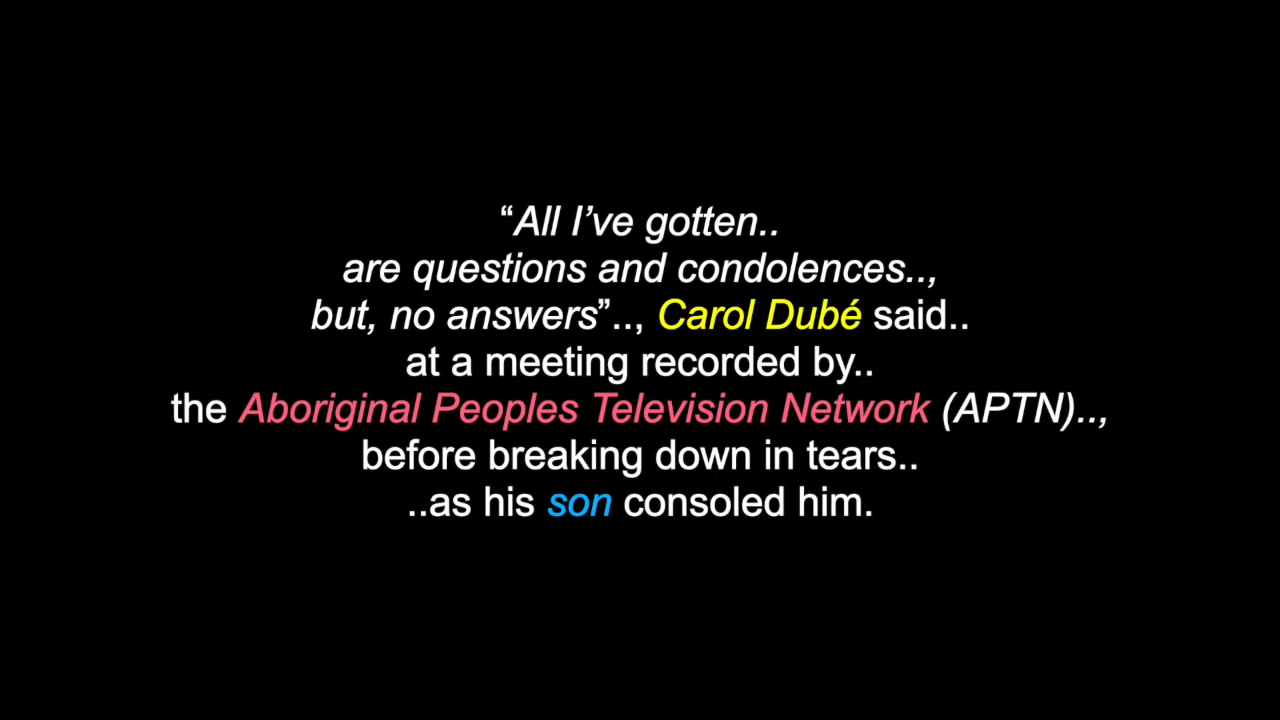 “All I’ve gotten..
are questions and condolences..,
but, no answers”.., Carol Dubé said..
at a meeting recorded by..
the Aboriginal Peoples Television Network (APTN)..,
before breaking down in tears..
..as his son consoled him.